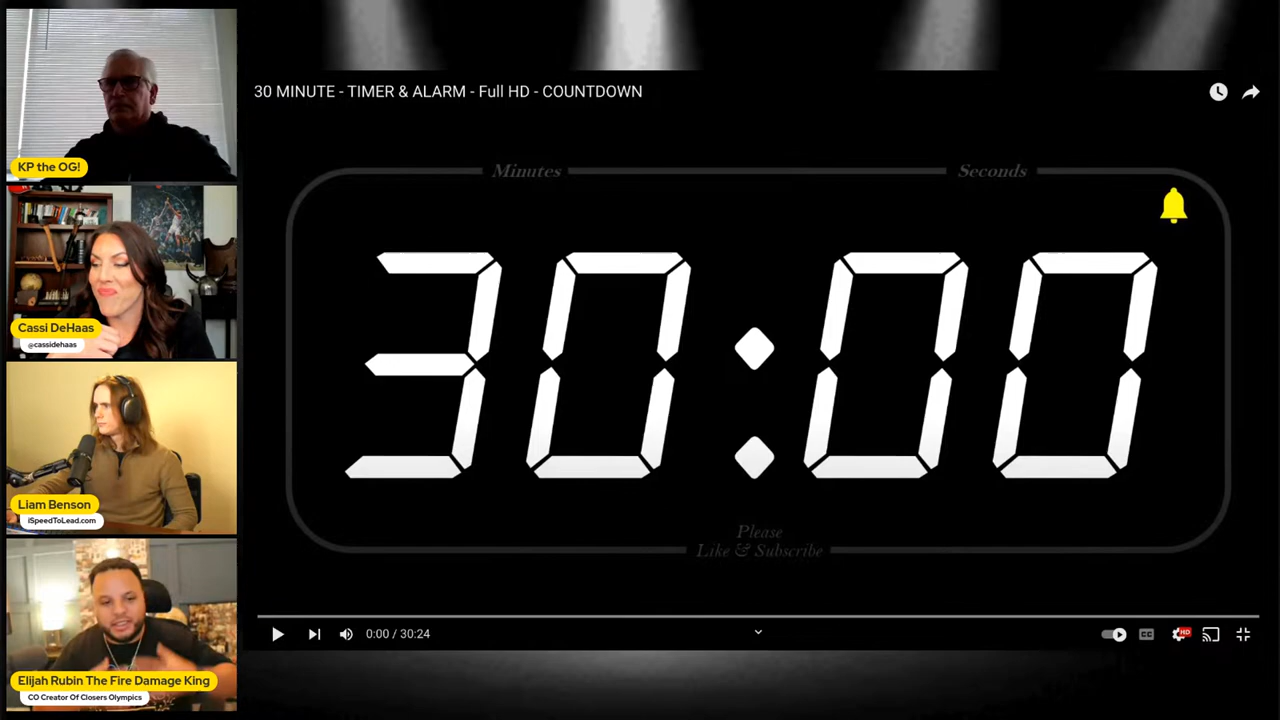 KP the OG!
Cassi DeHaas
@cassidehaas
Liam Benson
iSpeedToLead.com
Elijah Rubin The Fire Damage King
CO Creator Of Closers Olympics
30 MINUTE - TIMER & ALARM - Full HD - COUNTDOWN
Minutes
Seconds
30:00
Please
Like & Subscribe
0:00 / 30:24
CC
HD